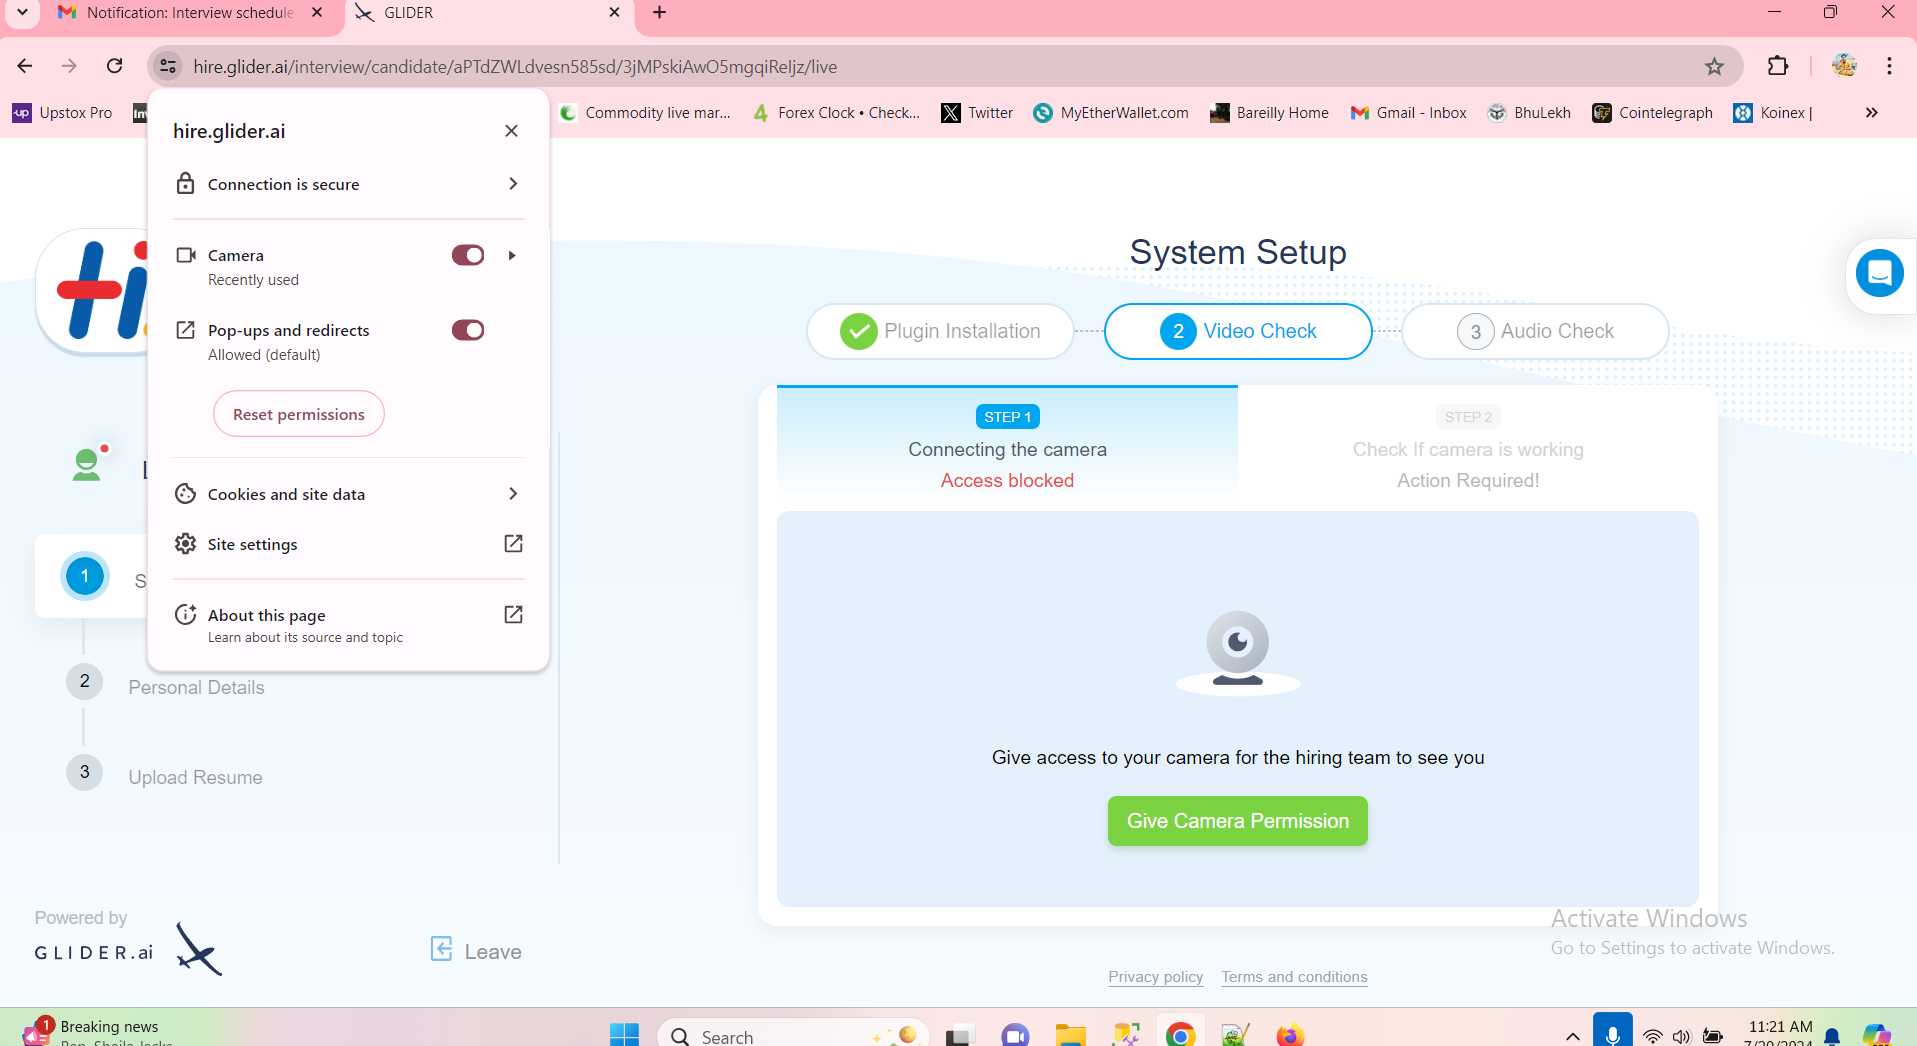 Notification: Interview schedule
GLIDER
hire.glider.ai/interview/candidate/aPTdZWLdvesn585sd/3jMPskiAwO5mgqiReljz/live
up Upstox Pro
Commodity live mar...
Forex Clock • Check...
Twitter
MyEtherWallet.com
Bareilly Home
Gmail - Inbox
BhuLekh
Cointelegraph
Koinex |
hire.glider.ai
Connection is secure
Camera
Recently used
Pop-ups and redirects
Allowed (default)
Reset permissions
Cookies and site data
Site settings
About this page
Learn about its source and topic
Hi
1 S
2 Personal Details
3 Upload Resume
Powered by
GLIDER.ai
Leave
System Setup
Plugin Installation
2 Video Check
3 Audio Check
STEP 1
Connecting the camera
Access blocked
STEP 2
Check If camera is working
Action Required!
Give access to your camera for the hiring team to see you
Give Camera Permission
Privacy policy
Terms and conditions
Activate Windows
Go to Settings to activate Windows.
1
Breaking news
Search
11:21 AM